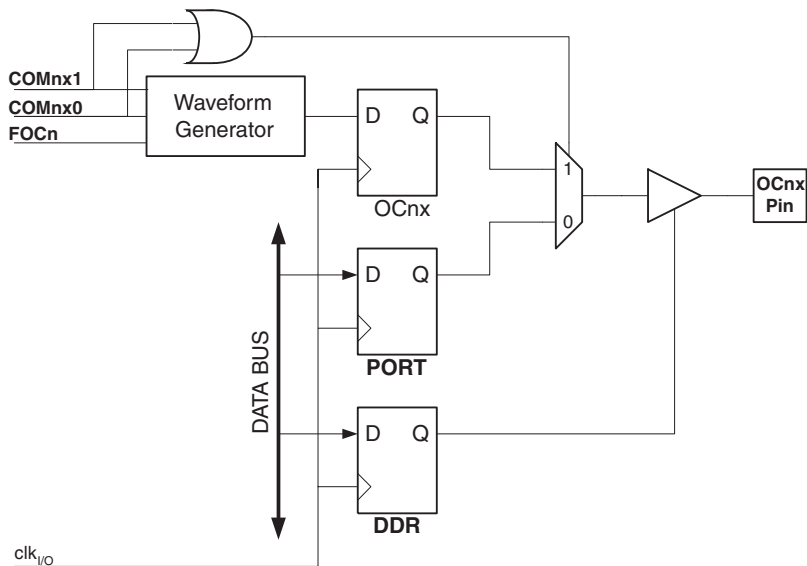 COMnx1
COMnx0
FOCn
Waveform
Generator
D Q
OCnx
1
0
OCnx
Pin
D Q
PORT
DATA BUS
D Q
DDR
clkI/O